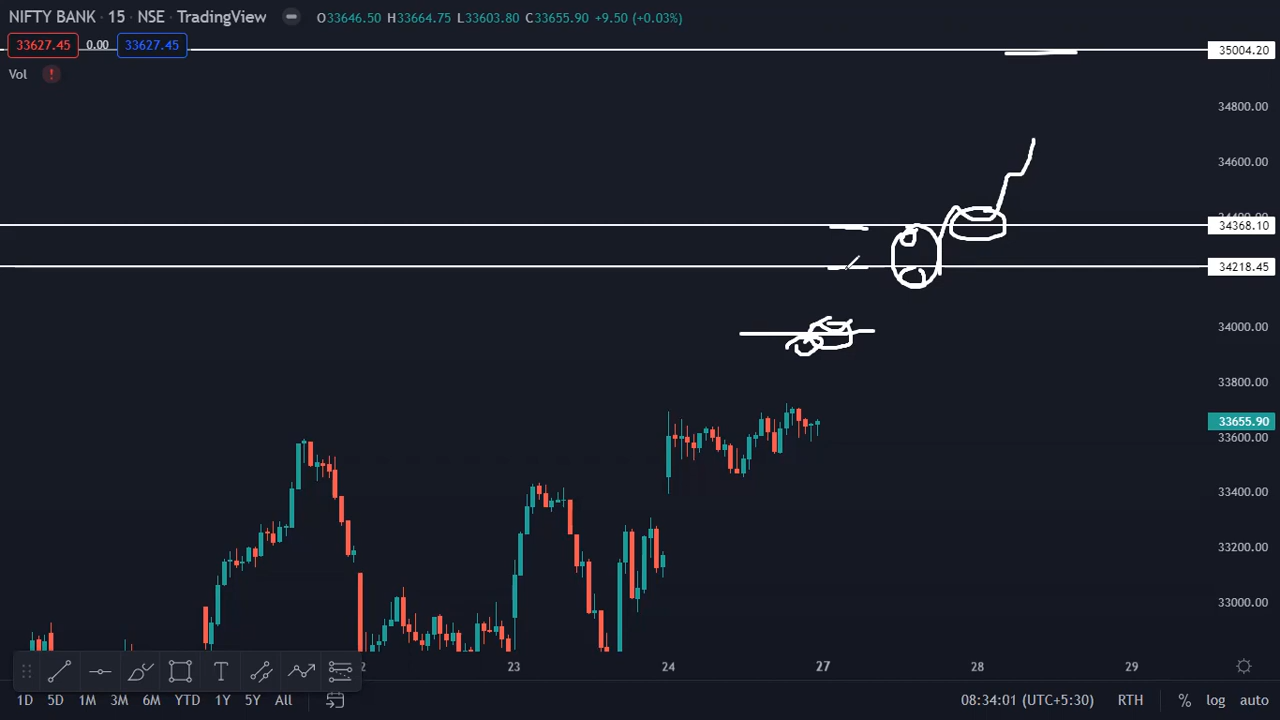 NIFTY BANK · 15 · NSE · TradingView O33646.50 H33664.75 L33603.80 C33655.90 +9.50 (+0.03%)
33627.45 0.00 33627.45
Vol !
35004.20
34800.00
34600.00
34368.10
34218.45
34000.00
33800.00
33655.90
33600.00
33400.00
33200.00
33000.00
23 24 27 28 29
1D 5D 1M 3M 6M YTD 1Y 5Y All 08:34:01 (UTC+5:30) RTH % log auto